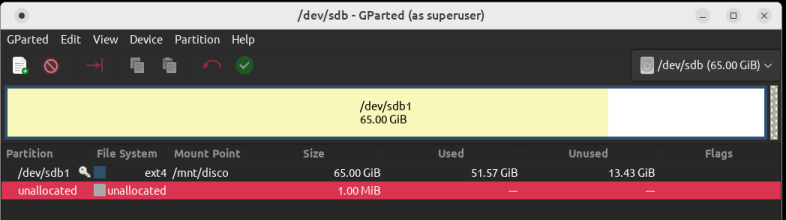 /dev/sdb - GParted (as superuser)
GParted Edit View Device Partition Help
/dev/sdb (65.00 GiB)
/dev/sdb1
65.00 GiB
Partition File System Mount Point Size Used Unused Flags
/dev/sdb1 ext4 /mnt/disco 65.00 GiB 51.57 GiB 13.43 GiB
unallocated unallocated 1.00 MiB — —